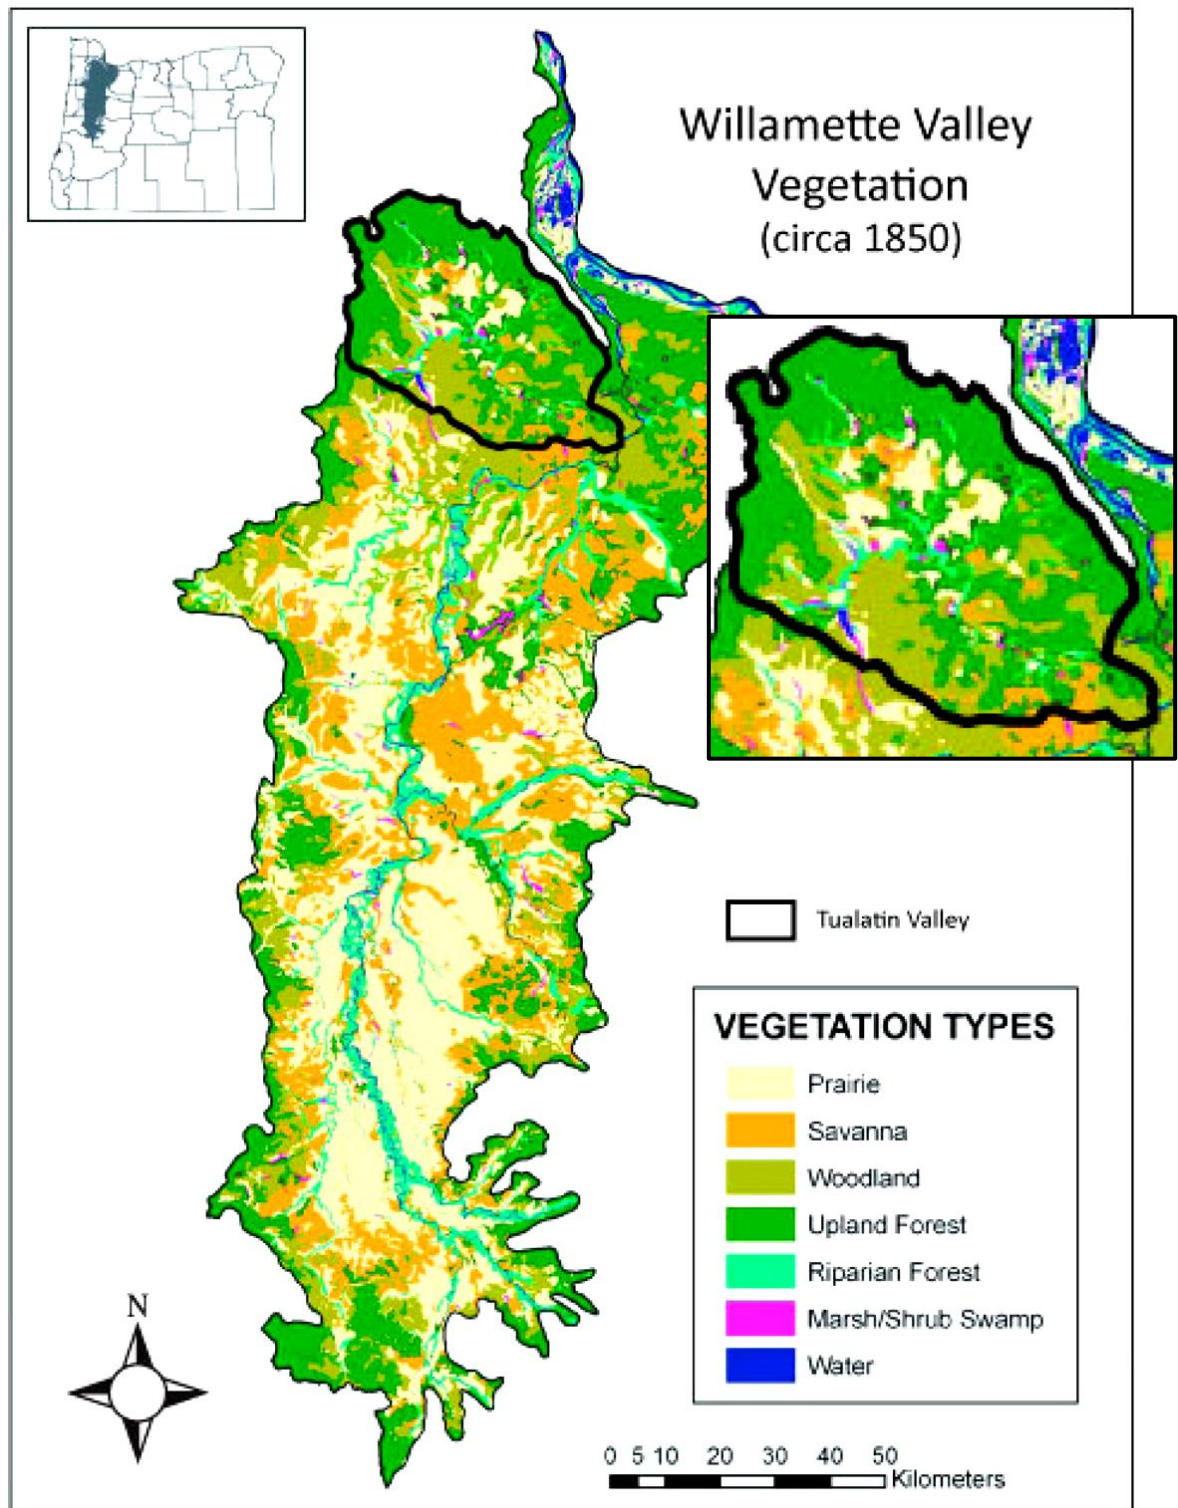 Willamette Valley
Vegetation
(circa 1850)
Tualatin Valley
VEGETATION TYPES
Prairie
Savanna
Woodland
Upland Forest
Riparian Forest
Marsh/Shrub Swamp
Water
N
0 5 10 20 30 40 50
Kilometers